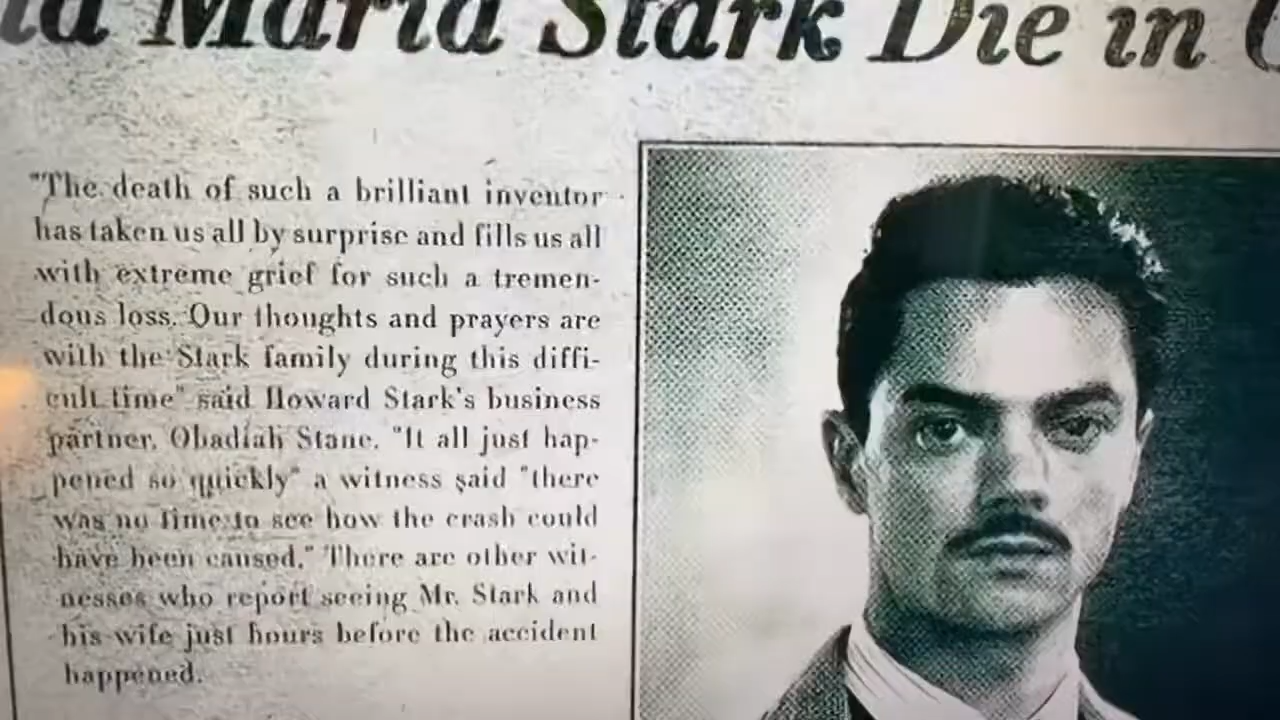 Maria Stark Die in
"The death of such a brilliant inventor
has taken us all by surprise and fills us all
with extreme grief for such a tremen-
dous loss. Our thoughts and prayers are
with the Stark family during this diffi-
cult time" said Howard Stark's business
partner, Obadiah Stane. "It all just hap-
pened so quickly" a witness said "there
was no time to see how the crash could
have been caused." There are other wit-
nesses who report seeing Mr. Stark and
his wife just hours before the accident
happened.